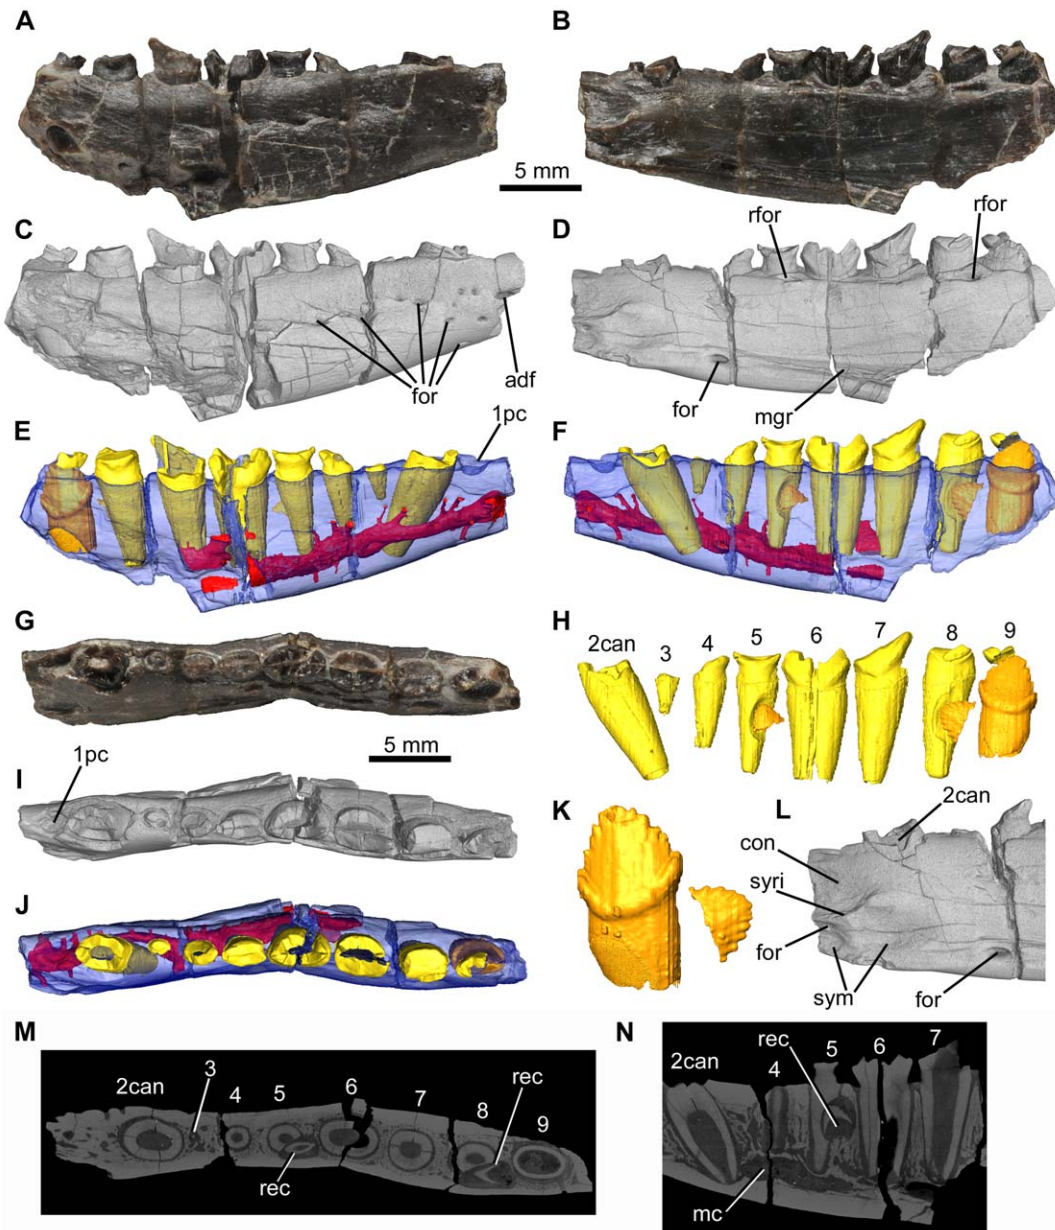 A B
5 mm
C D
rfor rfor
for adf
for mgr
E 1pc F
G H
2can 3 4 5 6 7 8 9
5 mm
I 1pc
J
K L
2can
con
syri
for
sym for
M N
2can 3 4 5 6 7 rec 8 9
rec
2can 4 rec 5 6 7
mc